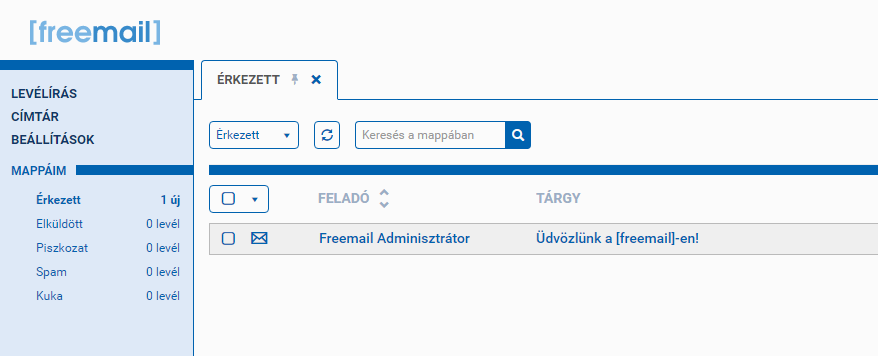 [freemail]
LEVÉLÍRÁS
CÍMTÁR
BEÁLLÍTÁSOK
MAPPÁIM
Érkezett 1 új
Elküldött 0 levél
Piszkozat 0 levél
Spam 0 levél
Kuka 0 levél
ÉRKEZETT
Érkezett
Keresés a mappában
FELADÓ TÁRGY
Freemail Adminisztrátor Üdvözlünk a [freemail]-en!